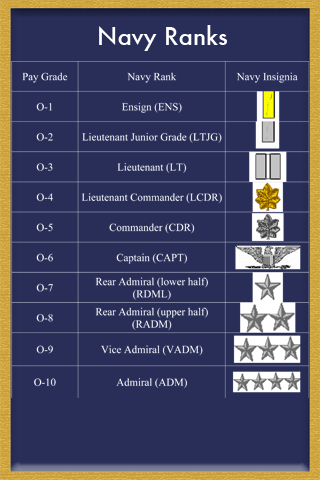 Navy Ranks
Pay Grade Navy Rank Navy Insignia
O-1 Ensign (ENS)
O-2 Lieutenant Junior Grade (LTJG)
O-3 Lieutenant (LT)
O-4 Lieutenant Commander (LCDR)
O-5 Commander (CDR)
O-6 Captain (CAPT)
O-7 Rear Admiral (lower half)
(RDML)
O-8 Rear Admiral (upper half)
(RADM)
O-9 Vice Admiral (VADM)
O-10 Admiral (ADM)